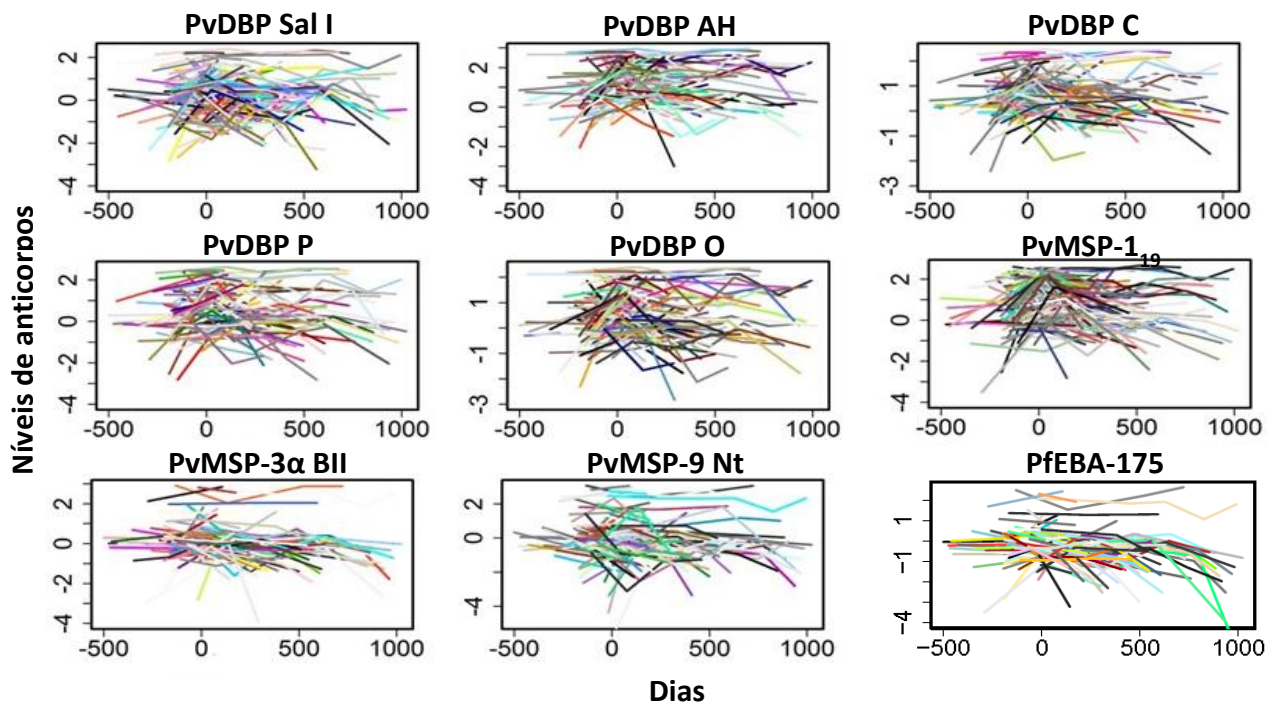 PvDBP Sal I
PvDBP AH
PvDBP C
2
0
-2
-4
-500 0 500 1000
2
0
-2
-4
-500 0 500 1000
1
-1
-3
-500 0 500 1000
Níveis de anticorpos
PvDBP P
PvDBP O
PvMSP-1₁₉
2
0
-2
-4
-500 0 500 1000
1
-1
-3
-500 0 500 1000
2
0
-2
-4
-500 0 500 1000
PvMSP-3α BII
PvMSP-9 Nt
PfEBA-175
2
0
-2
-4
-500 0 500 1000
2
0
-4
-500 0 500 1000
1
-1
-4
-500 0 500 1000
Dias